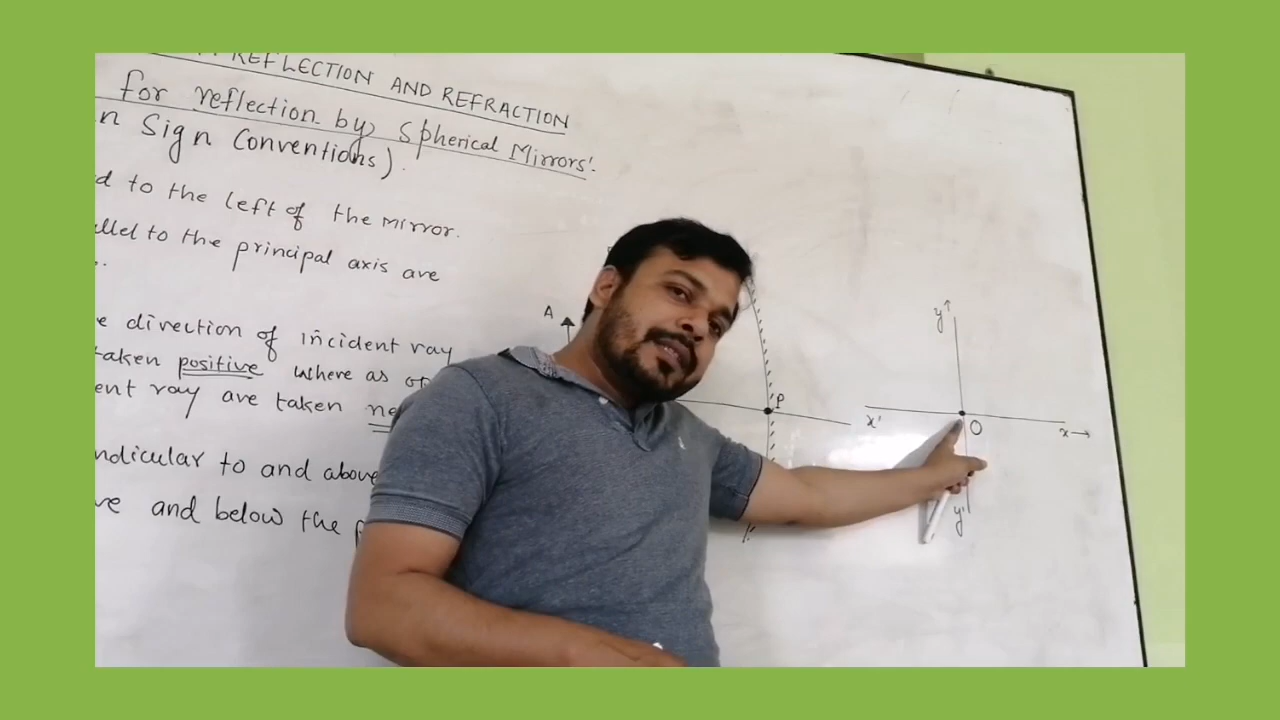 REFLECTION AND REFRACTION
for reflection by Spherical Mirrors'.
n Sign Conventions).
d to the left of the mirror.
llel to the principal axis are
e direction of incident ray
taken positive where as op
ent ray are taken ne
ndicular to and above
ve and below the p
A
P
y
x'
O
x
y'